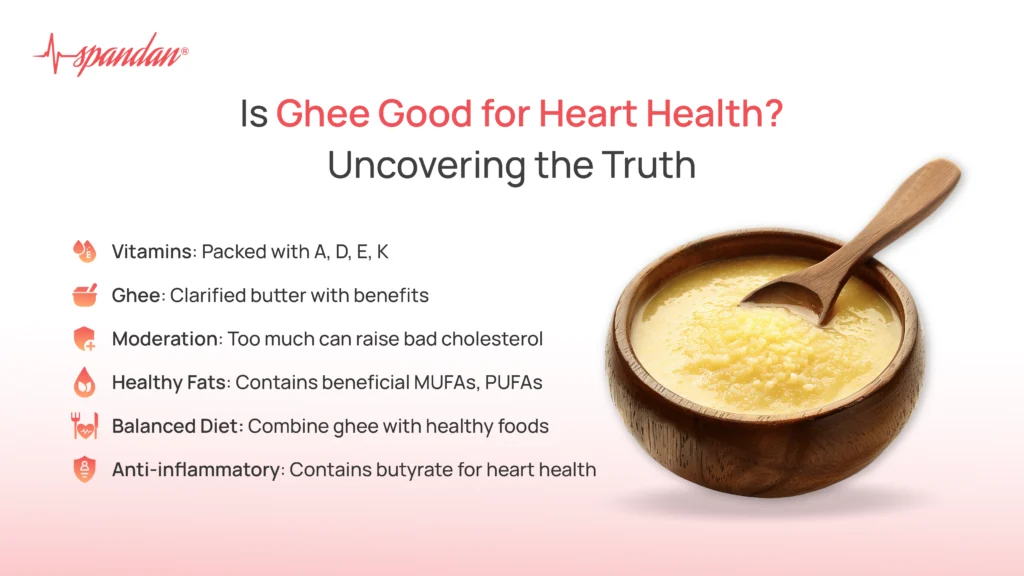 spandan®
Is Ghee Good for Heart Health?
Uncovering the Truth
Vitamins: Packed with A, D, E, K
Ghee: Clarified butter with benefits
Moderation: Too much can raise bad cholesterol
Healthy Fats: Contains beneficial MUFAs, PUFAs
Balanced Diet: Combine ghee with healthy foods
Anti-inflammatory: Contains butyrate for heart health